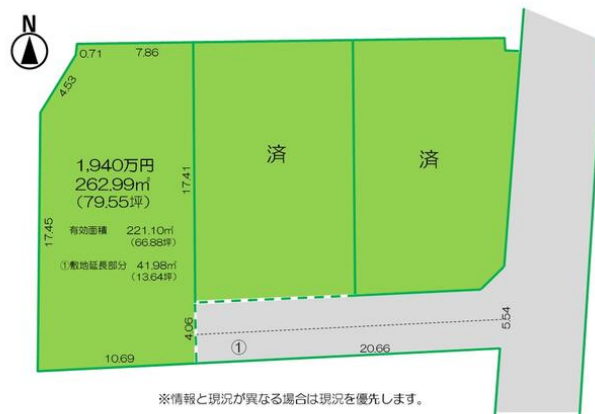 N
0.71
7.86
4.53
1,940万円
262.99㎡
(79.55坪)
有効面積 221.10㎡
(66.88坪)
①敷地延長部分 41.98㎡
(13.64坪)
17.45
17.41
済
済
4.06
5.54
①
10.69
20.66
※情報と現況が異なる場合は現況を優先します。